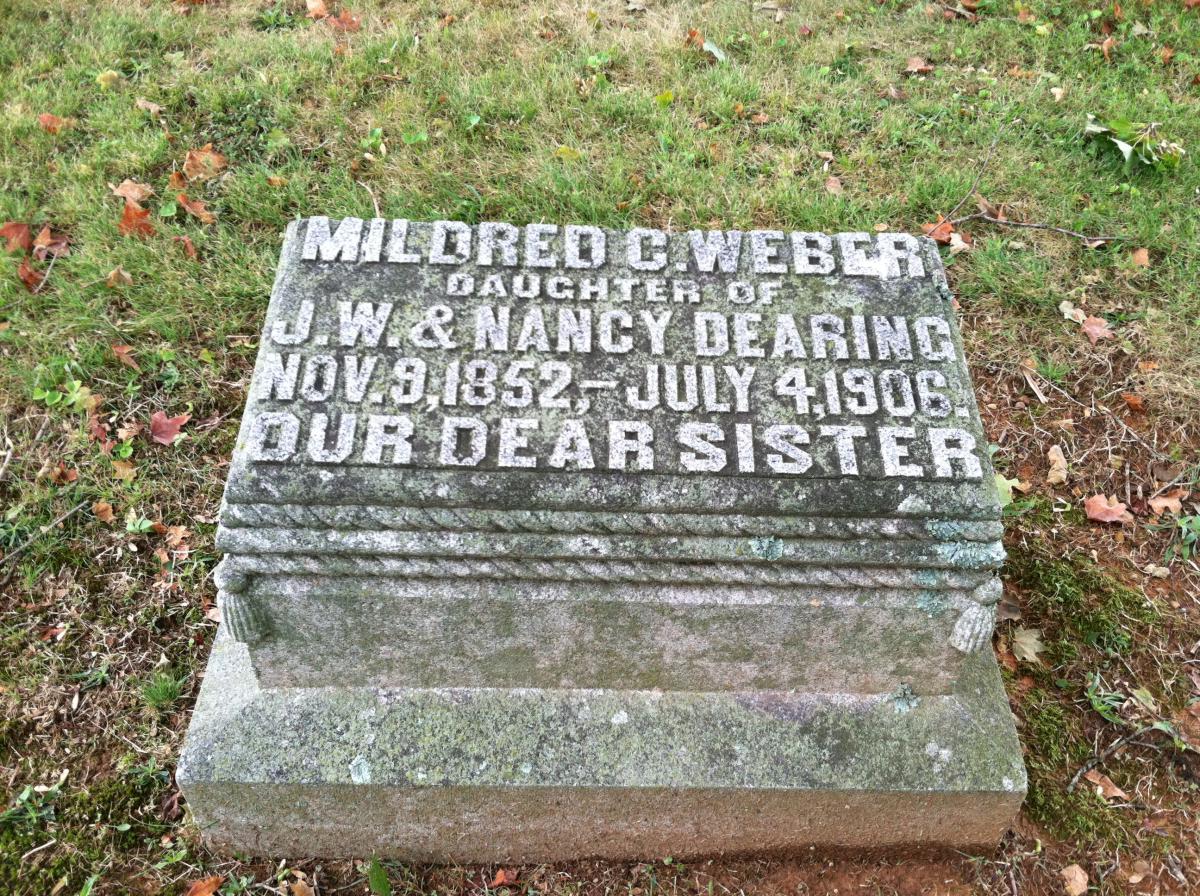 MILDRED C. WEBER
DAUGHTER OF
J.W. & NANCY DEARING
NOV. 9, 1852,- JULY 4, 1906.
OUR DEAR SISTER